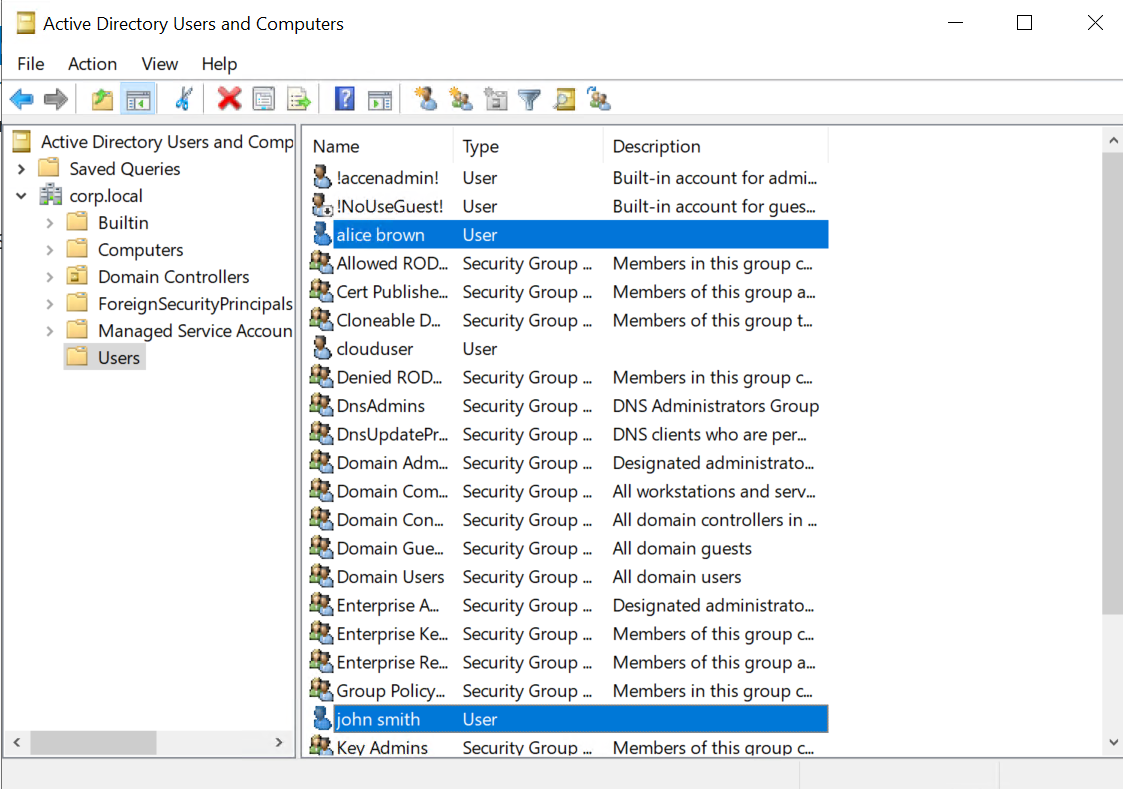 Active Directory Users and Computers
File Action View Help
Active Directory Users and Comp
Saved Queries
corp.local
Builtin
Computers
Domain Controllers
ForeignSecurityPrincipals
Managed Service Accoun
Users
Name Type Description
!accenadmin! User Built-in account for admi...
!NoUseGuest! User Built-in account for gues...
alice brown User
Allowed ROD... Security Group ... Members in this group c...
Cert Publishe... Security Group ... Members of this group a...
Cloneable D... Security Group ... Members of this group t...
clouduser User
Denied ROD... Security Group ... Members in this group c...
DnsAdmins Security Group ... DNS Administrators Group
DnsUpdatePr... Security Group ... DNS clients who are per...
Domain Adm... Security Group ... Designated administrato...
Domain Com... Security Group ... All workstations and serv...
Domain Con... Security Group ... All domain controllers in ...
Domain Gue... Security Group ... All domain guests
Domain Users Security Group ... All domain users
Enterprise A... Security Group ... Designated administrato...
Enterprise Ke... Security Group ... Members of this group c...
Enterprise Re... Security Group ... Members of this group a...
Group Policy... Security Group ... Members in this group c...
john smith User
Key Admins Security Group ... Members of this group c...